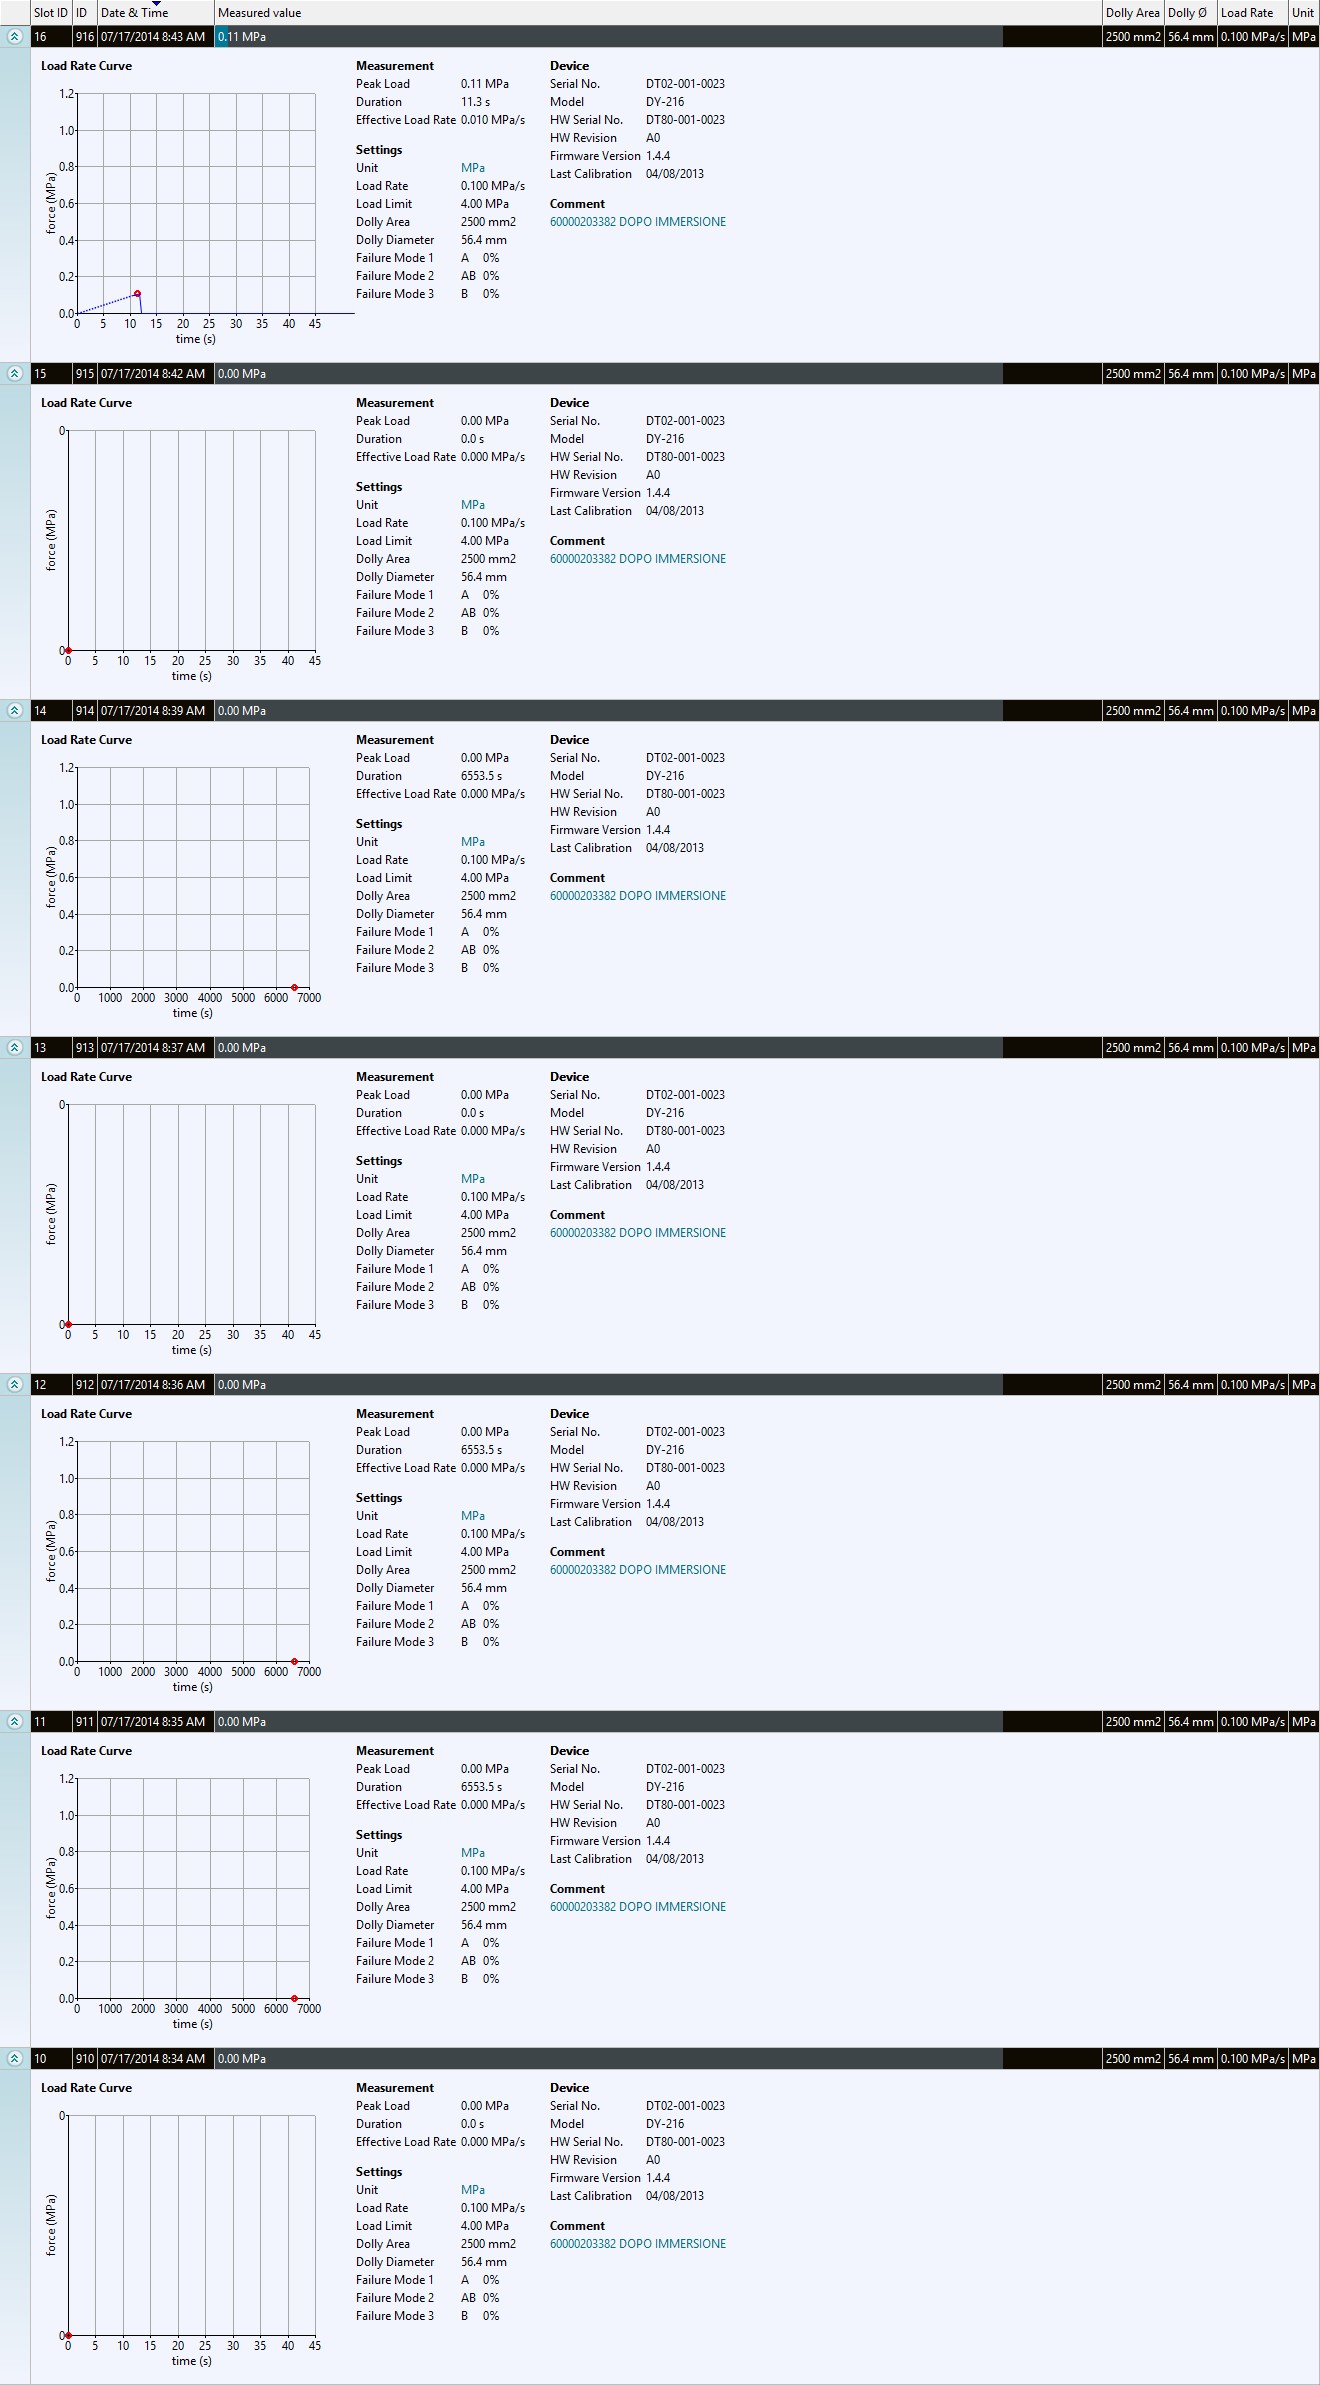 Slot ID ID Date & Time Measured value Dolly Area Dolly Ø Load Rate Unit
16 916 07/17/2014 8:43 AM 0.11 MPa 2500 mm2 56.4 mm 0.100 MPa/s MPa
Load Rate Curve Measurement Device
Peak Load 0.11 MPa Serial No. DT02-001-0023
Duration 11.3 s Model DY-216
Effective Load Rate 0.010 MPa/s HW Serial No. DT80-001-0023
HW Revision A0
Settings Firmware Version 1.4.4
Unit MPa Last Calibration 04/08/2013
Load Rate 0.100 MPa/s
Load Limit 4.00 MPa Comment
Dolly Area 2500 mm2 60000203382 DOPO IMMERSIONE
Dolly Diameter 56.4 mm
Failure Mode 1 A 0%
Failure Mode 2 AB 0%
Failure Mode 3 B 0%
force (MPa)
1.2
1.0
0.8
0.6
0.4
0.2
0.0
0 5 10 15 20 25 30 35 40 45
time (s)
15 915 07/17/2014 8:42 AM 0.00 MPa 2500 mm2 56.4 mm 0.100 MPa/s MPa
Load Rate Curve Measurement Device
Peak Load 0.00 MPa Serial No. DT02-001-0023
Duration 0.0 s Model DY-216
Effective Load Rate 0.000 MPa/s HW Serial No. DT80-001-0023
HW Revision A0
Settings Firmware Version 1.4.4
Unit MPa Last Calibration 04/08/2013
Load Rate 0.100 MPa/s
Load Limit 4.00 MPa Comment
Dolly Area 2500 mm2 60000203382 DOPO IMMERSIONE
Dolly Diameter 56.4 mm
Failure Mode 1 A 0%
Failure Mode 2 AB 0%
Failure Mode 3 B 0%
force (MPa)
0
0
0 5 10 15 20 25 30 35 40 45
time (s)
14 914 07/17/2014 8:39 AM 0.00 MPa 2500 mm2 56.4 mm 0.100 MPa/s MPa
Load Rate Curve Measurement Device
Peak Load 0.00 MPa Serial No. DT02-001-0023
Duration 6553.5 s Model DY-216
Effective Load Rate 0.000 MPa/s HW Serial No. DT80-001-0023
HW Revision A0
Settings Firmware Version 1.4.4
Unit MPa Last Calibration 04/08/2013
Load Rate 0.100 MPa/s
Load Limit 4.00 MPa Comment
Dolly Area 2500 mm2 60000203382 DOPO IMMERSIONE
Dolly Diameter 56.4 mm
Failure Mode 1 A 0%
Failure Mode 2 AB 0%
Failure Mode 3 B 0%
force (MPa)
1.2
1.0
0.8
0.6
0.4
0.2
0.0
0 1000 2000 3000 4000 5000 6000 7000
time (s)
13 913 07/17/2014 8:37 AM 0.00 MPa 2500 mm2 56.4 mm 0.100 MPa/s MPa
Load Rate Curve Measurement Device
Peak Load 0.00 MPa Serial No. DT02-001-0023
Duration 0.0 s Model DY-216
Effective Load Rate 0.000 MPa/s HW Serial No. DT80-001-0023
HW Revision A0
Settings Firmware Version 1.4.4
Unit MPa Last Calibration 04/08/2013
Load Rate 0.100 MPa/s
Load Limit 4.00 MPa Comment
Dolly Area 2500 mm2 60000203382 DOPO IMMERSIONE
Dolly Diameter 56.4 mm
Failure Mode 1 A 0%
Failure Mode 2 AB 0%
Failure Mode 3 B 0%
force (MPa)
0
0
0 5 10 15 20 25 30 35 40 45
time (s)
12 912 07/17/2014 8:36 AM 0.00 MPa 2500 mm2 56.4 mm 0.100 MPa/s MPa
Load Rate Curve Measurement Device
Peak Load 0.00 MPa Serial No. DT02-001-0023
Duration 6553.5 s Model DY-216
Effective Load Rate 0.000 MPa/s HW Serial No. DT80-001-0023
HW Revision A0
Settings Firmware Version 1.4.4
Unit MPa Last Calibration 04/08/2013
Load Rate 0.100 MPa/s
Load Limit 4.00 MPa Comment
Dolly Area 2500 mm2 60000203382 DOPO IMMERSIONE
Dolly Diameter 56.4 mm
Failure Mode 1 A 0%
Failure Mode 2 AB 0%
Failure Mode 3 B 0%
force (MPa)
1.2
1.0
0.8
0.6
0.4
0.2
0.0
0 1000 2000 3000 4000 5000 6000 7000
time (s)
11 911 07/17/2014 8:35 AM 0.00 MPa 2500 mm2 56.4 mm 0.100 MPa/s MPa
Load Rate Curve Measurement Device
Peak Load 0.00 MPa Serial No. DT02-001-0023
Duration 6553.5 s Model DY-216
Effective Load Rate 0.000 MPa/s HW Serial No. DT80-001-0023
HW Revision A0
Settings Firmware Version 1.4.4
Unit MPa Last Calibration 04/08/2013
Load Rate 0.100 MPa/s
Load Limit 4.00 MPa Comment
Dolly Area 2500 mm2 60000203382 DOPO IMMERSIONE
Dolly Diameter 56.4 mm
Failure Mode 1 A 0%
Failure Mode 2 AB 0%
Failure Mode 3 B 0%
force (MPa)
1.2
1.0
0.8
0.6
0.4
0.2
0.0
0 1000 2000 3000 4000 5000 6000 7000
time (s)
10 910 07/17/2014 8:34 AM 0.00 MPa 2500 mm2 56.4 mm 0.100 MPa/s MPa
Load Rate Curve Measurement Device
Peak Load 0.00 MPa Serial No. DT02-001-0023
Duration 0.0 s Model DY-216
Effective Load Rate 0.000 MPa/s HW Serial No. DT80-001-0023
HW Revision A0
Settings Firmware Version 1.4.4
Unit MPa Last Calibration 04/08/2013
Load Rate 0.100 MPa/s
Load Limit 4.00 MPa Comment
Dolly Area 2500 mm2 60000203382 DOPO IMMERSIONE
Dolly Diameter 56.4 mm
Failure Mode 1 A 0%
Failure Mode 2 AB 0%
Failure Mode 3 B 0%
force (MPa)
0
0
0 5 10 15 20 25 30 35 40 45
time (s)